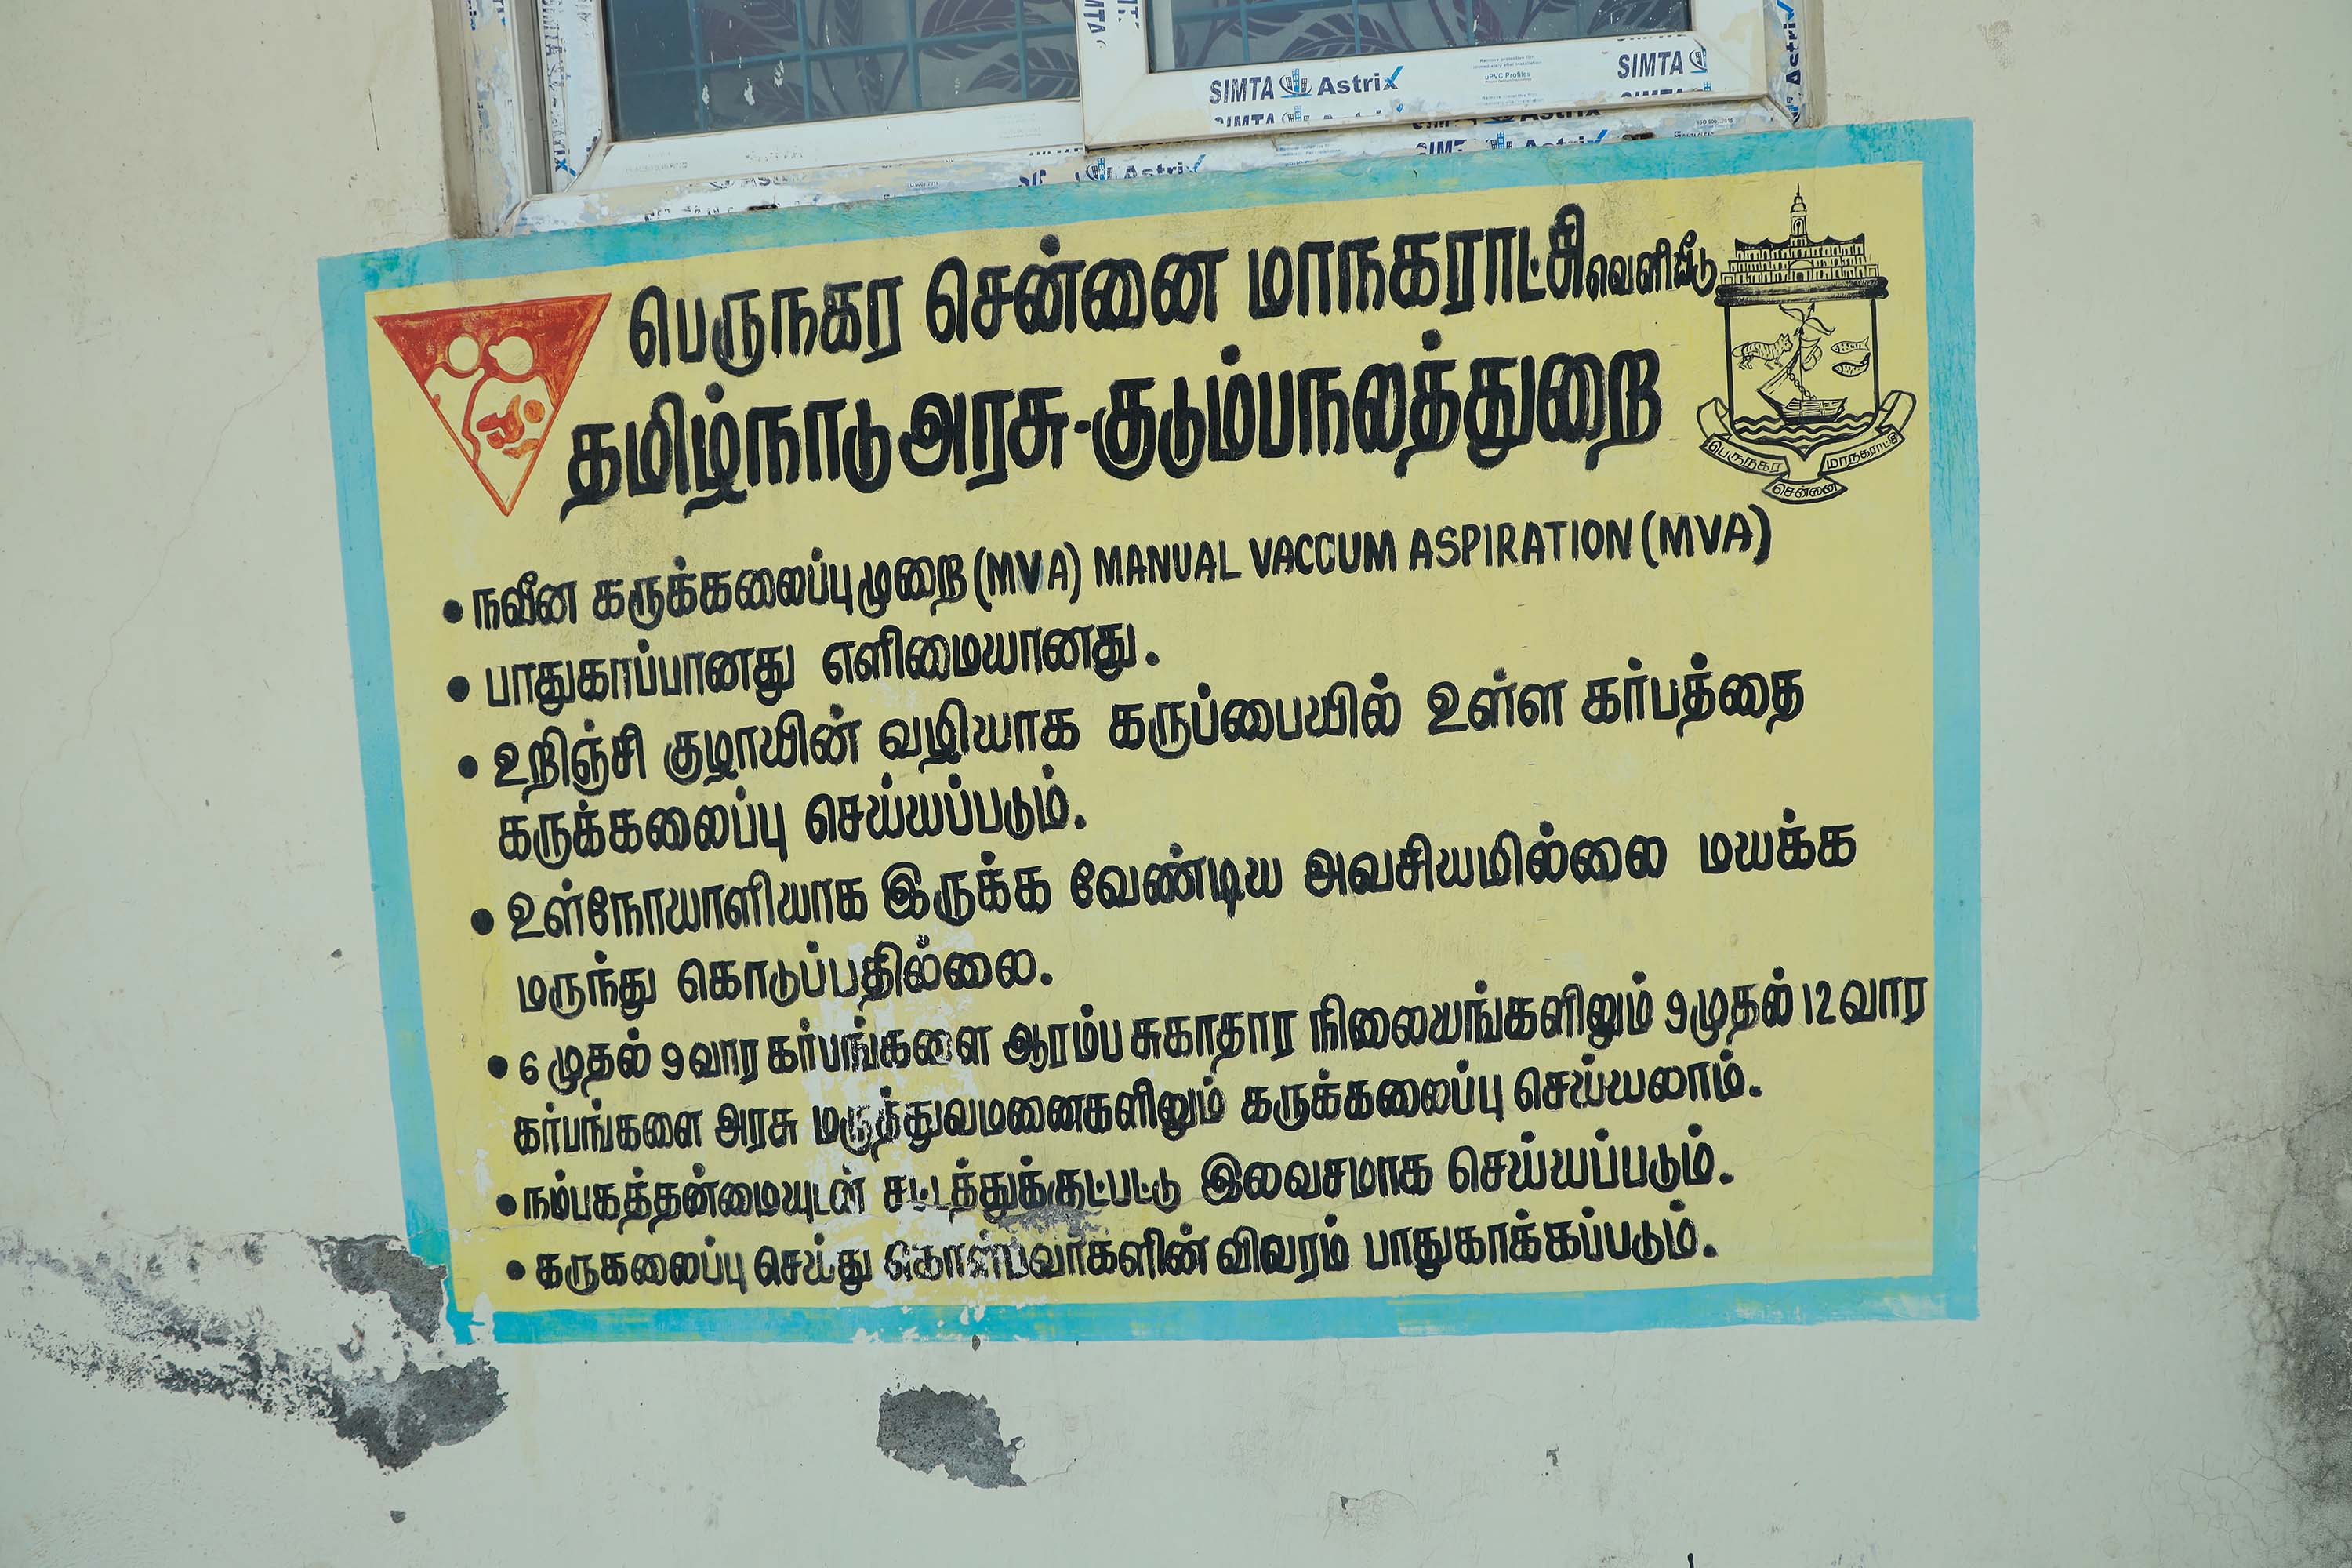 SIMTA Astrix
SIMTA
பெருநகர சென்னை மாநகராட்சி வெளியீடு
தமிழ்நாடு அரசு - குடும்பநலத்துறை
பெருநகர சென்னை மாநகராட்சி
• நவீன கருக்கலைப்பு முறை (MVA) MANUAL VACCUM ASPIRATION (MVA)
• பாதுகாப்பானது எளிமையானது.
• உறிஞ்சி குழாயின் வழியாக கருப்பையில் உள்ள கர்பத்தை
கருக்கலைப்பு செய்யப்படும்.
• உள்நோயாளியாக இருக்க வேண்டிய அவசியமில்லை மயக்க
மருந்து கொடுப்பதில்லை.
• 6 முதல் 9 வார கர்பங்களை ஆரம்ப சுகாதார நிலையங்களிலும் 9 முதல் 12 வார
கர்பங்களை அரசு மருத்துவமனைகளிலும் கருக்கலைப்பு செய்யலாம்.
• நம்பகத்தன்மையுடன் சட்டத்துக்குட்பட்டு இலவசமாக செய்யப்படும்.
• கருகலைப்பு செய்து கொள்பவர்களின் விவரம் பாதுகாக்கப்படும்.